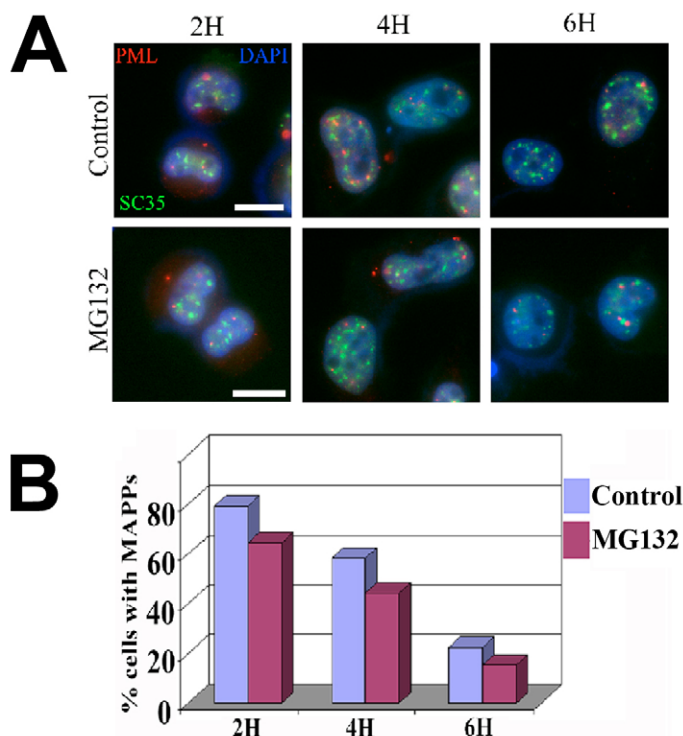 A
2H 4H 6H
Control
PML DAPI
SC35
MG132
B
% cells with MAPPs
80
60
40
20
0
2H 4H 6H
Control
MG132